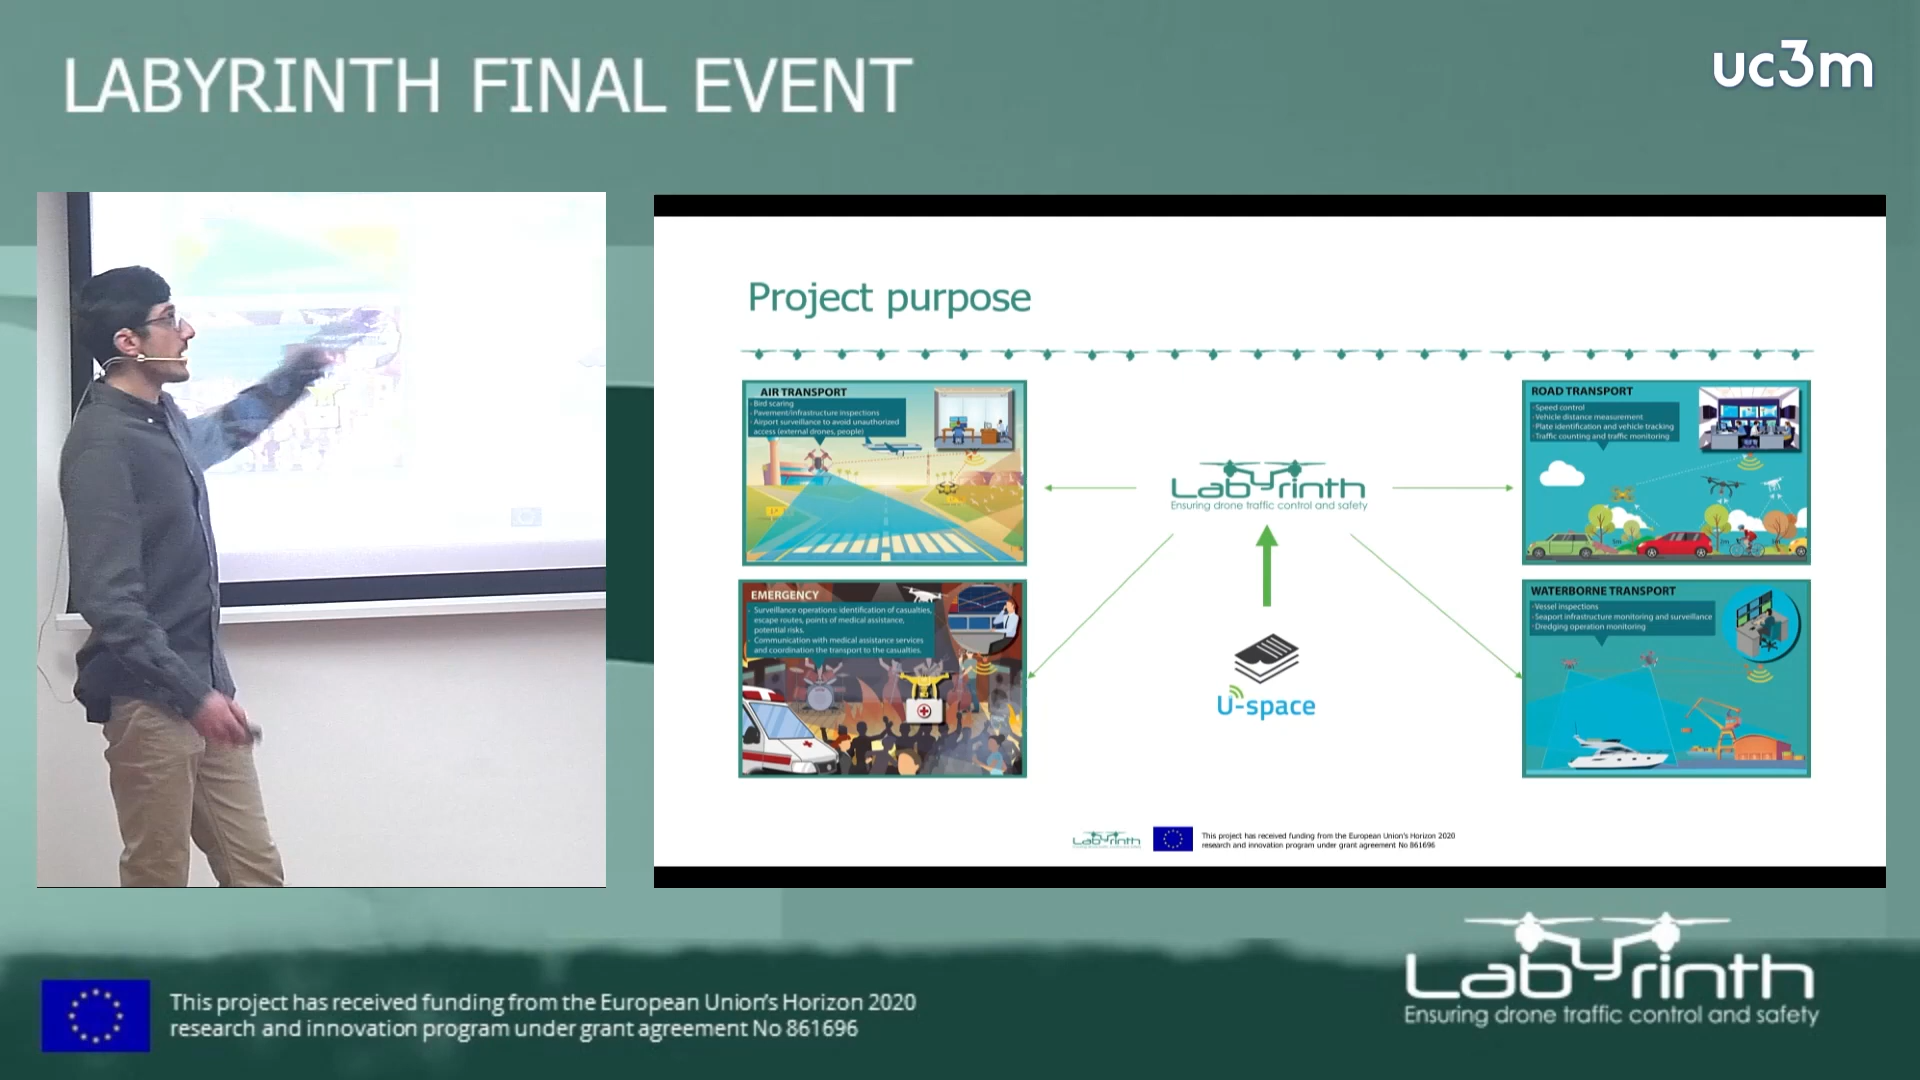 LABYRINTH FINAL EVENT
uc3m
Project purpose
AIR TRANSPORT
· Bird scaring
· Pavement/infrastructure inspections
· Airport surveillance to avoid unauthorized
access (external drones, people)
ROAD TRANSPORT
· Speed control
· Vehicle distance measurement
· Plate identification and vehicle tracking
· Traffic counting and traffic monitoring
Labyrinth
Ensuring drone traffic control and safety
EMERGENCY
· Surveillance operations: identification of casualties,
escape routes, points of medical assistance,
potential risks.
· Communication with medical assistance services
and coordination the transport to the casualties.
WATERBORNE TRANSPORT
· Vessel inspections
· Seaport infrastructure monitoring and surveillance
· Dredging operation monitoring
U-space
Labyrinth
This project has received funding from the European Union's Horizon 2020
research and innovation program under grant agreement No 861696
This project has received funding from the European Union's Horizon 2020
research and innovation program under grant agreement No 861696
Labyrinth
Ensuring drone traffic control and safety